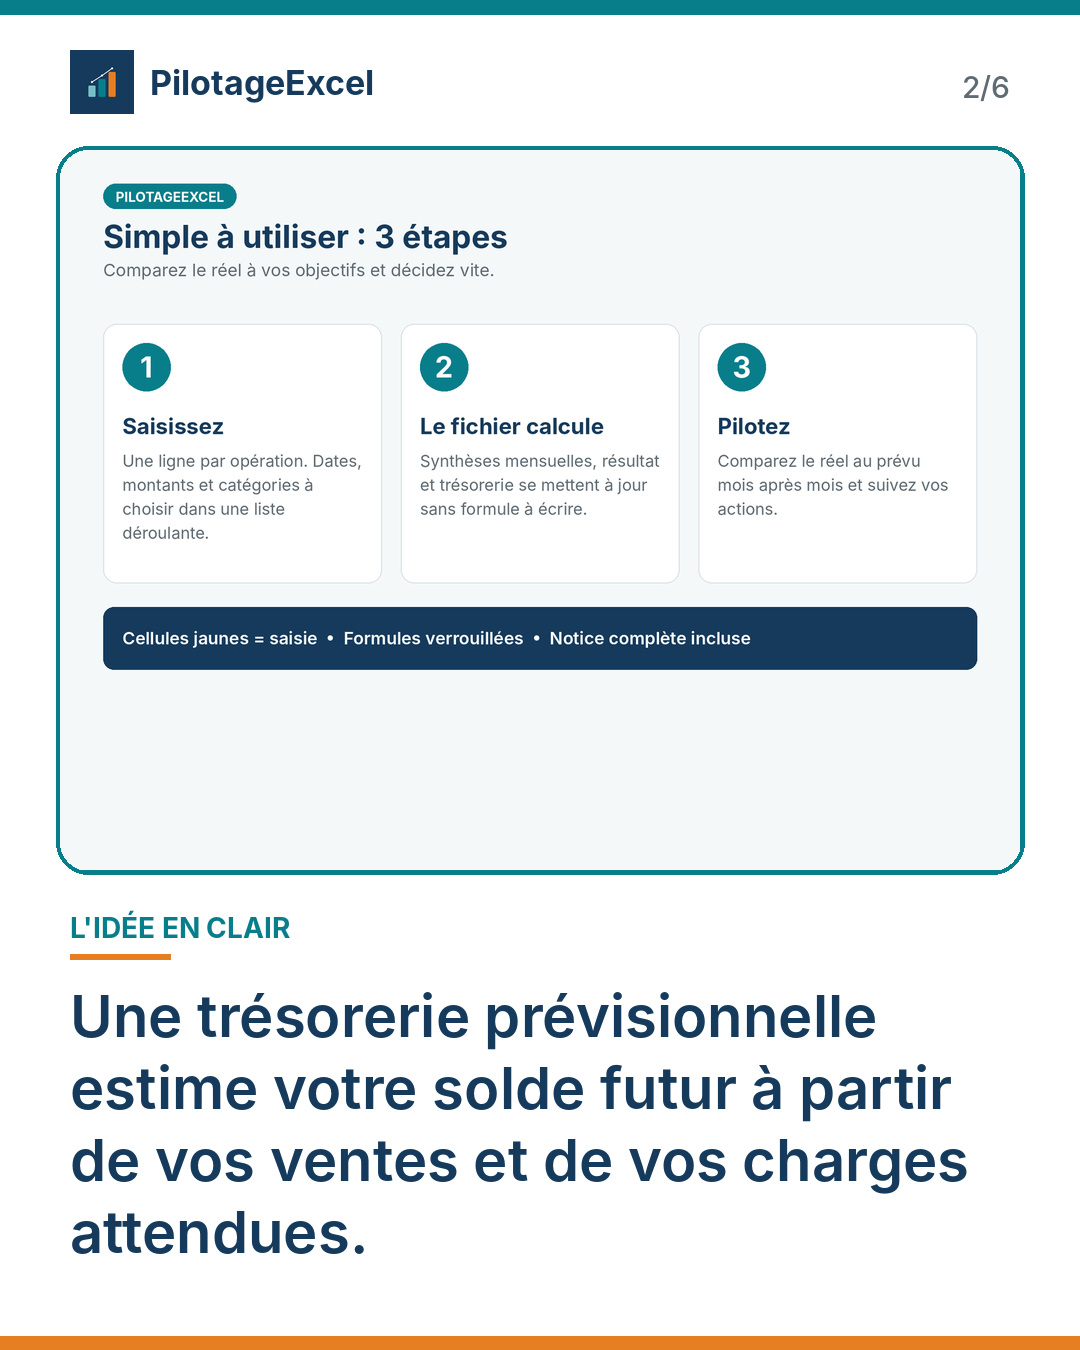 PilotageExcel
2/6
PILOTAGEEXCEL
Simple à utiliser : 3 étapes
Comparez le réel à vos objectifs et décidez vite.
1
Saisissez
Une ligne par opération. Dates,
montants et catégories à
choisir dans une liste
déroulante.
2
Le fichier calcule
Synthèses mensuelles, résultat
et trésorerie se mettent à jour
sans formule à écrire.
3
Pilotez
Comparez le réel au prévu
mois après mois et suivez vos
actions.
Cellules jaunes = saisie • Formules verrouillées • Notice complète incluse
L'IDÉE EN CLAIR
Une trésorerie prévisionnelle
estime votre solde futur à partir
de vos ventes et de vos charges
attendues.